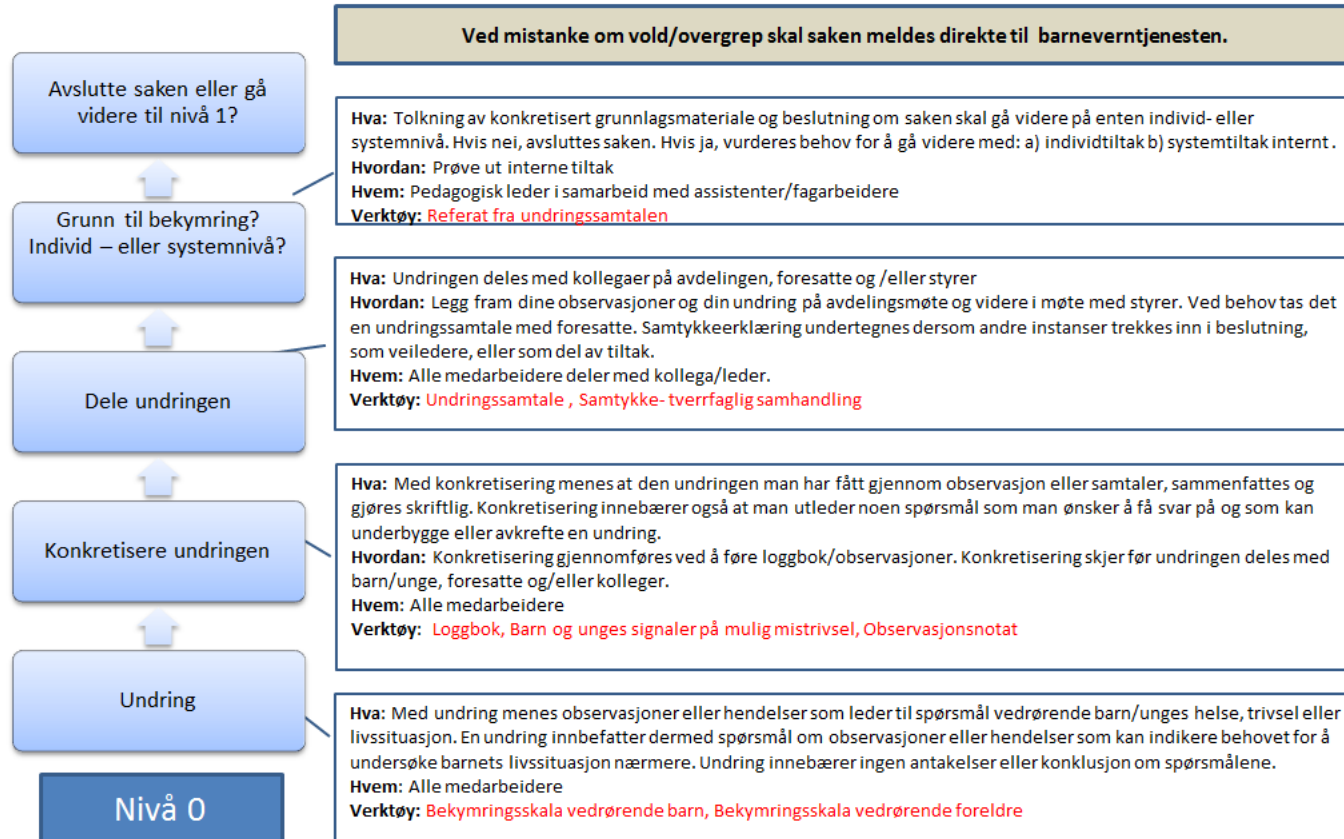 Ved mistanke om vold/overgrep skal saken meldes direkte til barneverntjenesten.
Avslutte saken eller gå
videre til nivå 1?
Hva: Tolkning av konkretisert grunnlagsmateriale og beslutning om saken skal gå videre på enten individ- eller
systemnivå. Hvis nei, avsluttes saken. Hvis ja, vurderes behov for å gå videre med: a) individtiltak b) systemtiltak internt.
Hvordan: Prøve ut interne tiltak
Hvem: Pedagogisk leder i samarbeid med assistenter/fagarbeidere
Verktøy: Referat fra undringssamtalen
Grunn til bekymring?
Individ – eller systemnivå?
Hva: Undringen deles med kollegaer på avdelingen, foresatte og /eller styrer
Hvordan: Legg fram dine observasjoner og din undring på avdelingsmøte og videre i møte med styrer. Ved behov tas det
en undringssamtale med foresatte. Samtykkeerklæring undertegnes dersom andre instanser trekkes inn i beslutning,
som veiledere, eller som del av tiltak.
Hvem: Alle medarbeidere deler med kollega/leder.
Verktøy: Undringssamtale , Samtykke- tverrfaglig samhandling
Dele undringen
Hva: Med konkretisering menes at den undringen man har fått gjennom observasjon eller samtaler, sammenfattes og
gjøres skriftlig. Konkretisering innebærer også at man utleder noen spørsmål som man ønsker å få svar på og som kan
underbygge eller avkrefte en undring.
Hvordan: Konkretisering gjennomføres ved å føre loggbok/observasjoner. Konkretisering skjer før undringen deles med
barn/unge, foresatte og/eller kolleger.
Hvem: Alle medarbeidere
Verktøy: Loggbok, Barn og unges signaler på mulig mistrivsel, Observasjonsnotat
Konkretisere undringen
Hva: Med undring menes observasjoner eller hendelser som leder til spørsmål vedrørende barn/unges helse, trivsel eller
livssituasjon. En undring innbefatter dermed spørsmål om observasjoner eller hendelser som kan indikere behovet for å
undersøke barnets livssituasjon nærmere. Undring innebærer ingen antakelser eller konklusjon om spørsmålene.
Hvem: Alle medarbeidere
Verktøy: Bekymringsskala vedrørende barn, Bekymringsskala vedrørende foreldre
Undring
Nivå 0